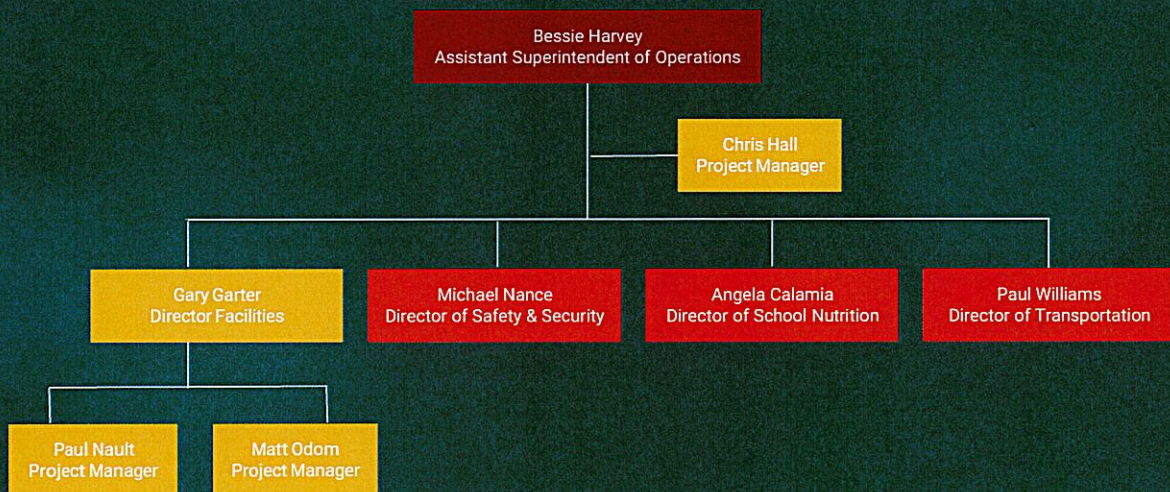 Bessie Harvey
Assistant Superintendent of Operations
Chris Hall
Project Manager
Gary Garter
Director Facilities
Michael Nance
Director of Safety & Security
Angela Calamia
Director of School Nutrition
Paul Williams
Director of Transportation
Paul Nault
Project Manager
Matt Odom
Project Manager